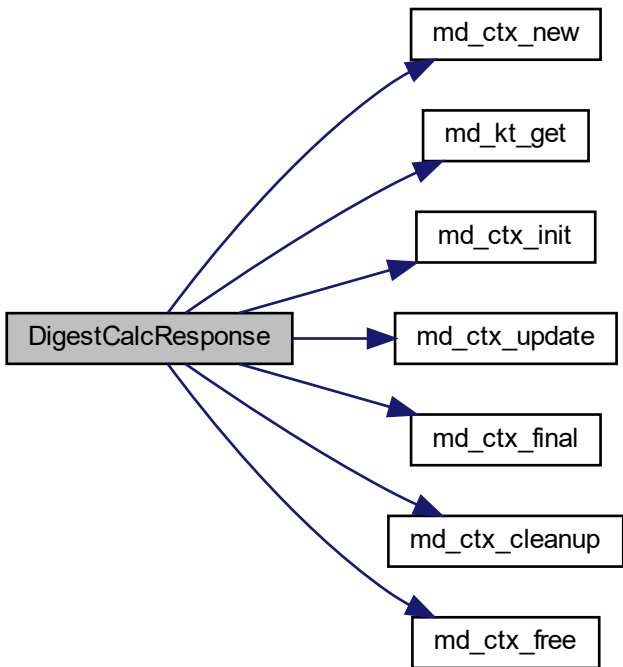 md_ctx_new
md_kt_get
md_ctx_init
DigestCalcResponse
md_ctx_update
md_ctx_final
md_ctx_cleanup
md_ctx_free